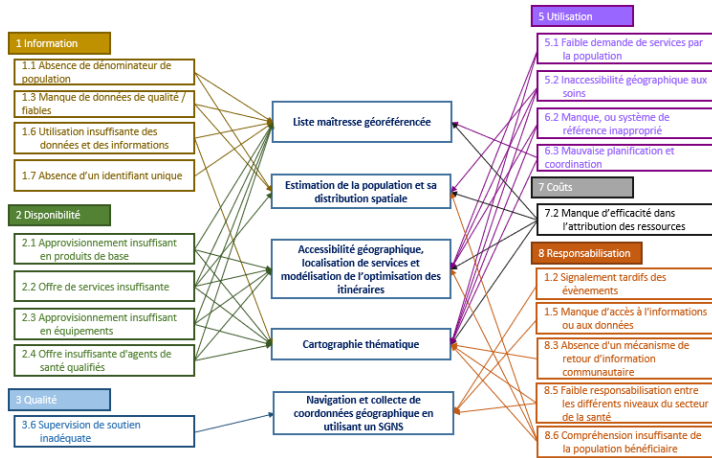 1 Information
1.1 Absence de dénominateur de
population
1.3 Manque de données de qualité /
fiables
1.6 Utilisation insuffisante des
données et des informations
1.7 Absence d'un identifiant unique
2 Disponibilité
2.1 Approvisionnement insuffisant
en produits de base
2.2 Offre de services insuffisante
2.3 Approvisionnement insuffisant
en équipements
2.4 Offre insuffisante d'agents de
santé qualifiés
3 Qualité
3.6 Supervision de soutien
inadéquate
Liste maîtresse géoréférencée
Estimation de la population et sa
distribution spatiale
Accessibilité géographique,
localisation de services et
modélisation de l'optimisation des
itinéraires
Cartographie thématique
Navigation et collecte de
coordonnées géographique en
utilisant un SGNS
5 Utilisation
5.1 Faible demande de services par
la population
5.2 Inaccessibilité géographique aux
soins
6.2 Manque, ou système de
référence inapproprié
6.3 Mauvaise planification et
coordination
7 Coûts
7.2 Manque d'efficacité dans
l'attribution des ressources
8 Responsabilisation
1.2 Signalement tardifs des
évènements
1.5 Manque d'accès à l'informations
ou aux données
8.3 Absence d'un mécanisme de
retour d'information
communautaire
8.5 Faible responsabilisation entre
les différents niveaux du secteur
de la santé
8.6 Compréhension insuffisante de
la population bénéficiaire